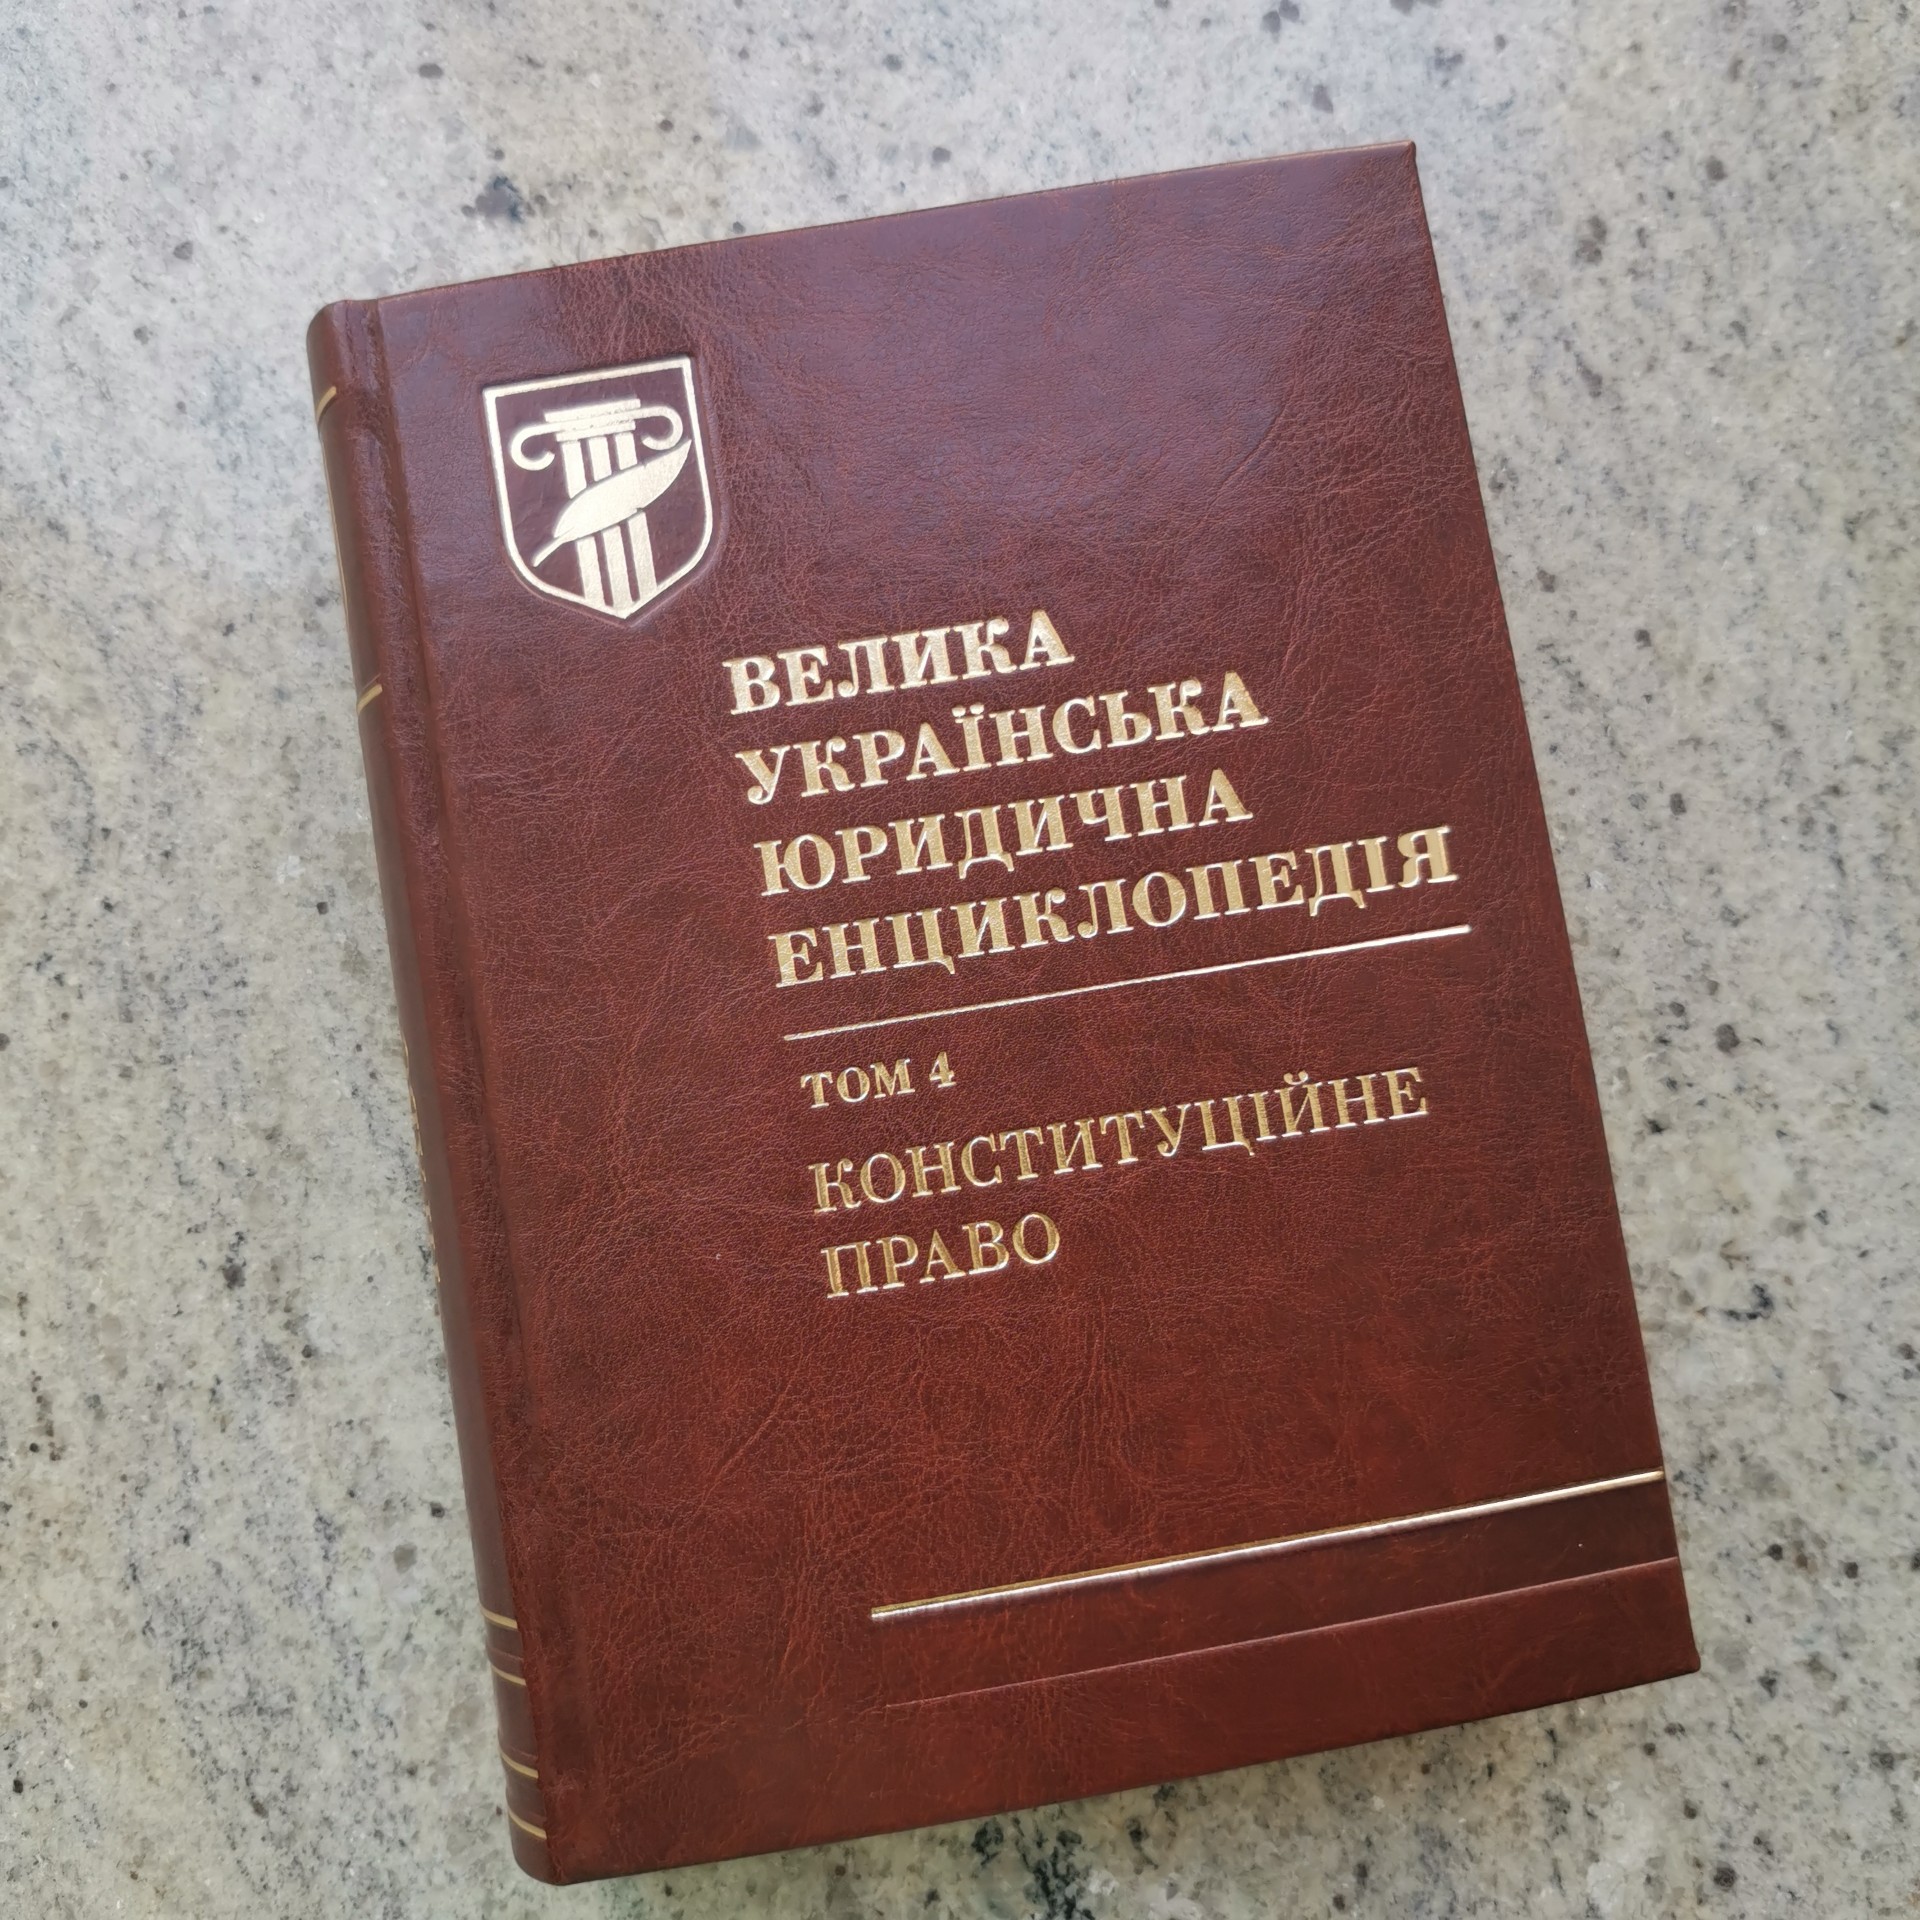 ВЕЛИКА
УКРАЇНСЬКА
ЮРИДИЧНА
ЕНЦИКЛОПЕДІЯ
ТОМ 4
КОНСТИТУЦІЙНЕ
ПРАВО